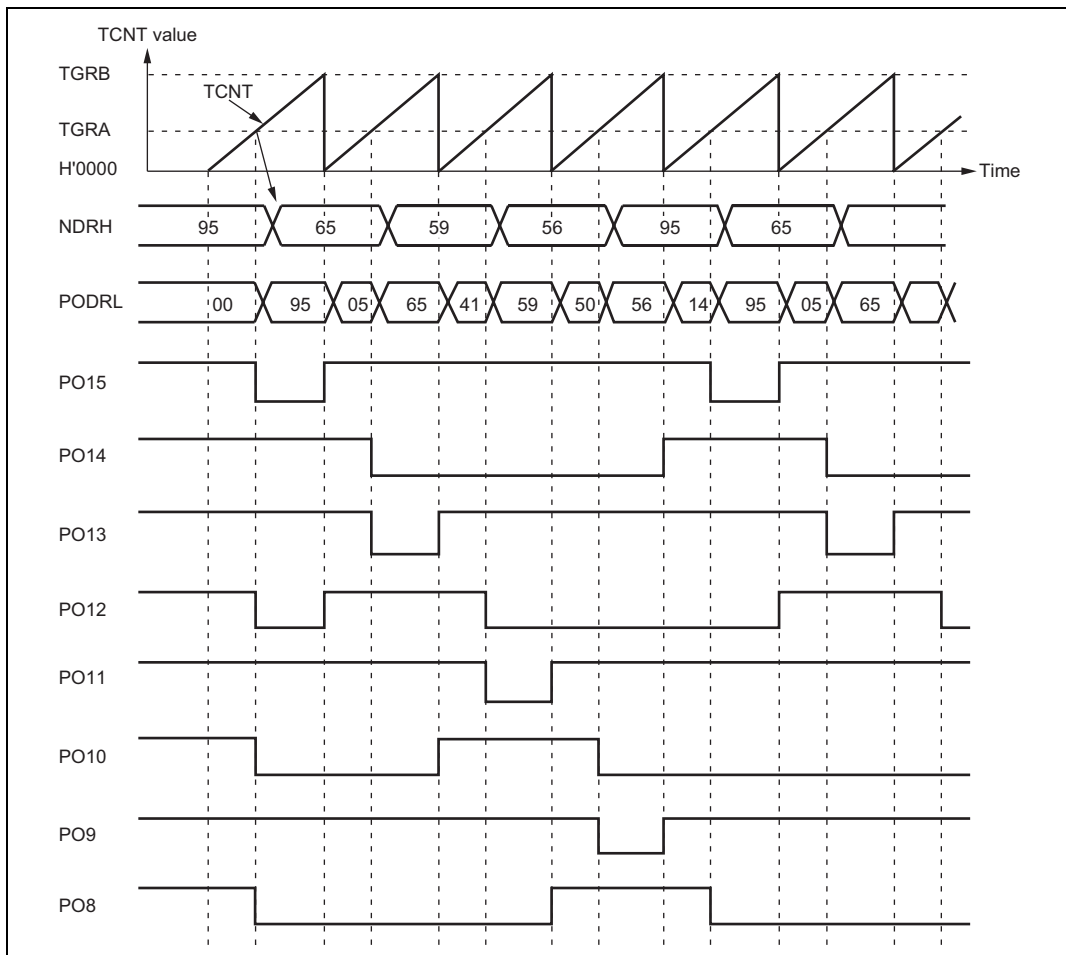 TCNT value
TGRB
TCNT
TGRA
H'0000
Time
NDRH 95 65 59 56 95 65
PODRL 00 95 05 65 41 59 50 56 14 95 05 65
PO15
PO14
PO13
PO12
PO11
PO10
PO9
PO8